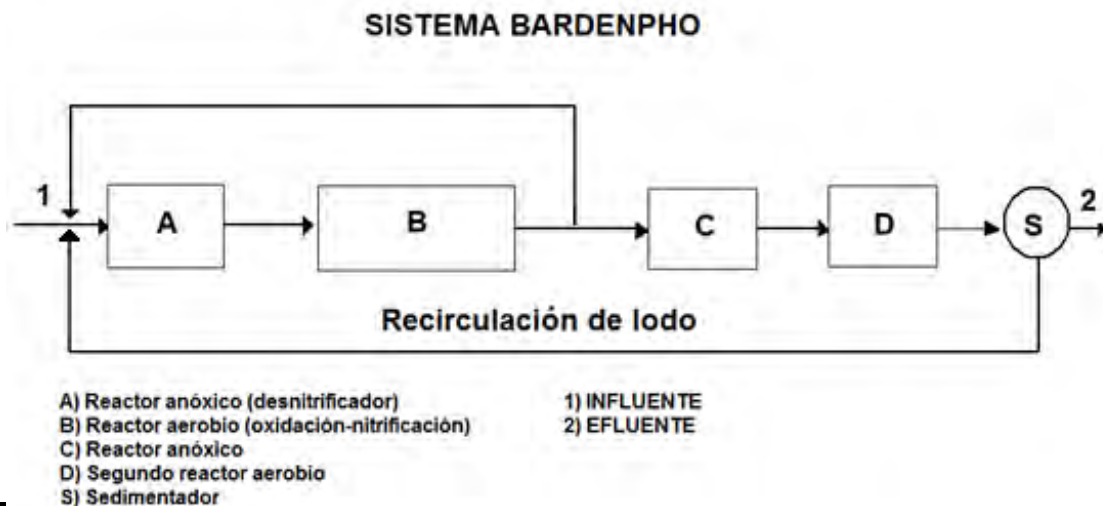 SISTEMA BARDENPHO
1
A
B
C
D
S
2
Recirculación de lodo
A) Reactor anóxico (desnitrificador)
B) Reactor aerobio (oxidación-nitrificación)
C) Reactor anóxico
D) Segundo reactor aerobio
S) Sedimentador
1) INFLUENTE
2) EFLUENTE